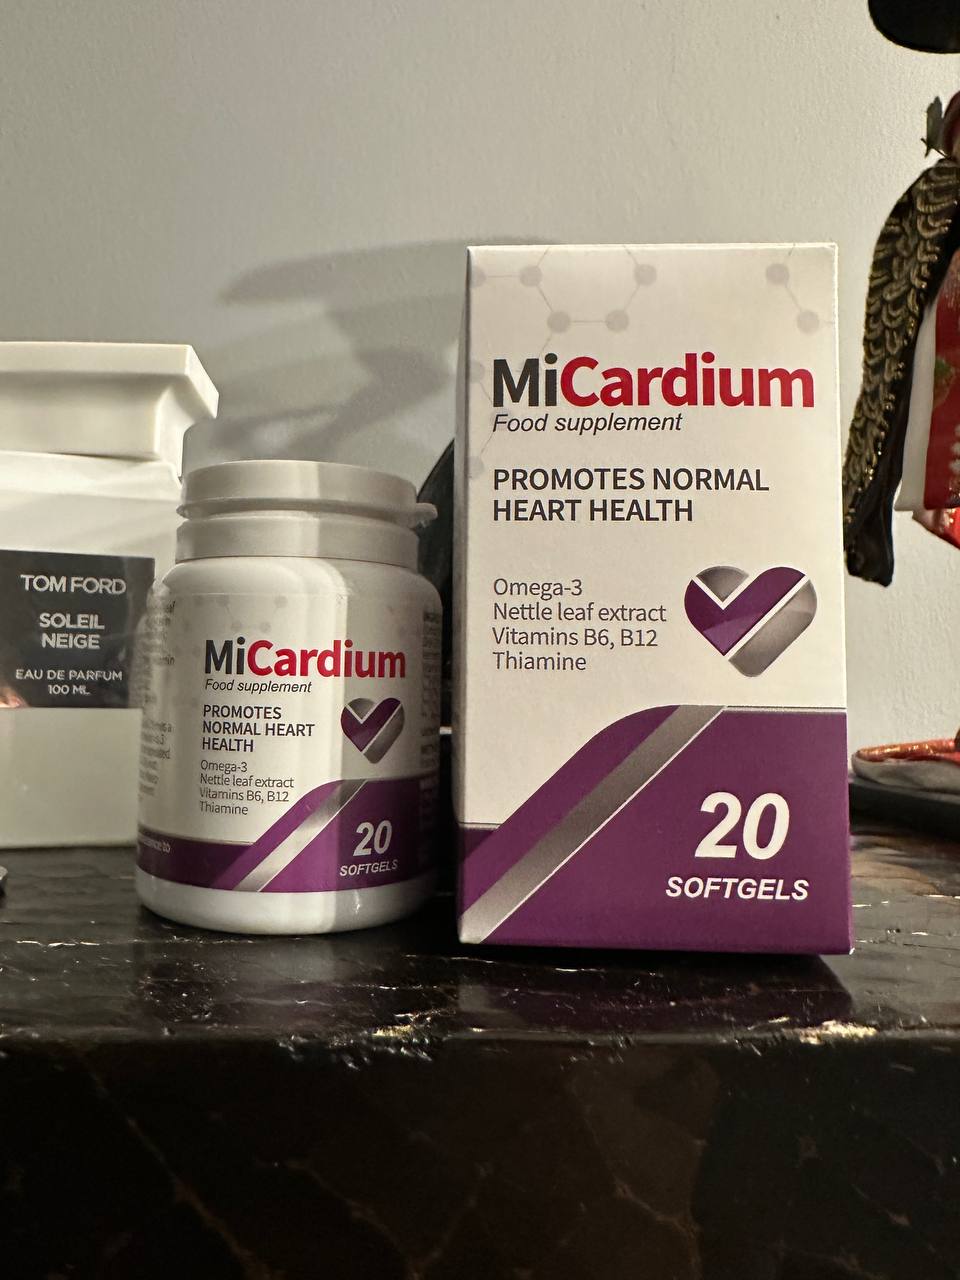 TOM FORD
SOLEIL
NEIGE
EAU DE PARFUM
100 ML
MiCardium
Food supplement
PROMOTES
NORMAL HEART
HEALTH
Omega-3
Nettle leaf extract
Vitamins B6, B12
Thiamine
20
SOFTGELS
MiCardium
Food supplement
PROMOTES NORMAL
HEART HEALTH
Omega-3
Nettle leaf extract
Vitamins B6, B12
Thiamine
20
SOFTGELS